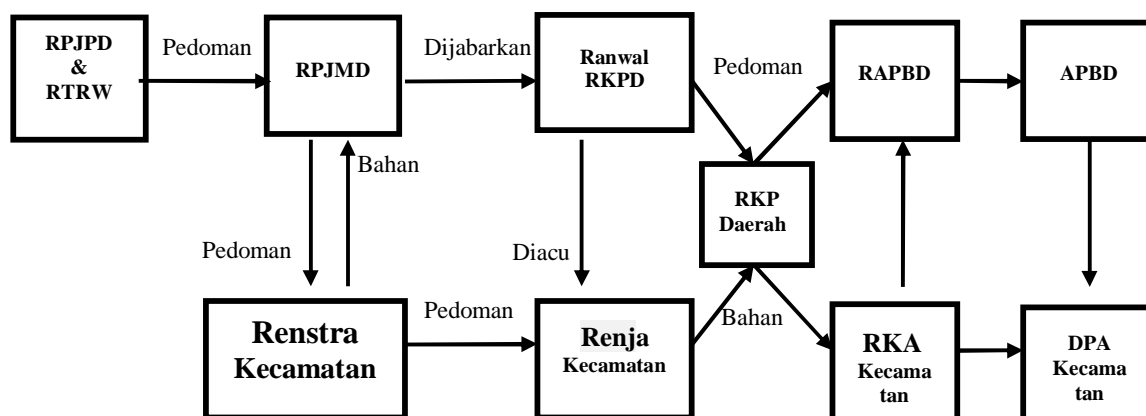 RPJPD
&
RTRW
Pedoman
RPJMD
Dijabarkan
Ranwal
RKPD
Pedoman
RAPBD
APBD
Bahan
RKP
Daerah
Pedoman
Diacu
Renstra
Kecamatan
Pedoman
Renja
Kecamatan
Bahan
RKA
Kecama
tan
DPA
Kecama
tan